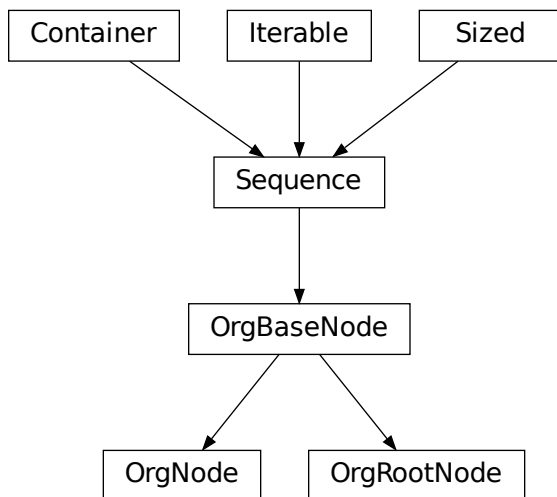 Container
Iterable
Sized
Sequence
OrgBaseNode
OrgNode
OrgRootNode